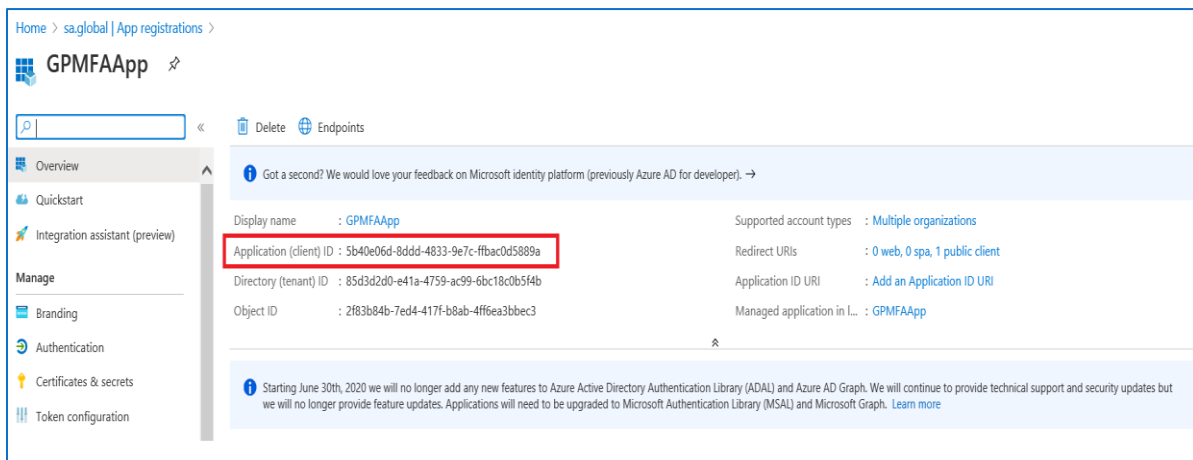 Home > sa.global | App registrations >
GPMFAApp
Delete Endpoints
Overview
Quickstart
Integration assistant (preview)
Manage
Branding
Authentication
Certificates & secrets
Token configuration
Got a second? We would love your feedback on Microsoft identity platform (previously Azure AD for developer). →
Display name : GPMFAApp
Application (client) ID : 5b40e06d-8ddd-4833-9e7c-ffbac0d5889a
Directory (tenant) ID : 85d3d2d0-e41a-4759-ac99-6bc18c0b5f4b
Object ID : 2f83b84b-7ed4-417f-b8ab-4ff6ea3bbec3
Supported account types : Multiple organizations
Redirect URIs : 0 web, 0 spa, 1 public client
Application ID URI : Add an Application ID URI
Managed application in l... : GPMFAApp
Starting June 30th, 2020 we will no longer add any new features to Azure Active Directory Authentication Library (ADAL) and Azure AD Graph. We will continue to provide technical support and security updates but
we will no longer provide feature updates. Applications will need to be upgraded to Microsoft Authentication Library (MSAL) and Microsoft Graph. Learn more